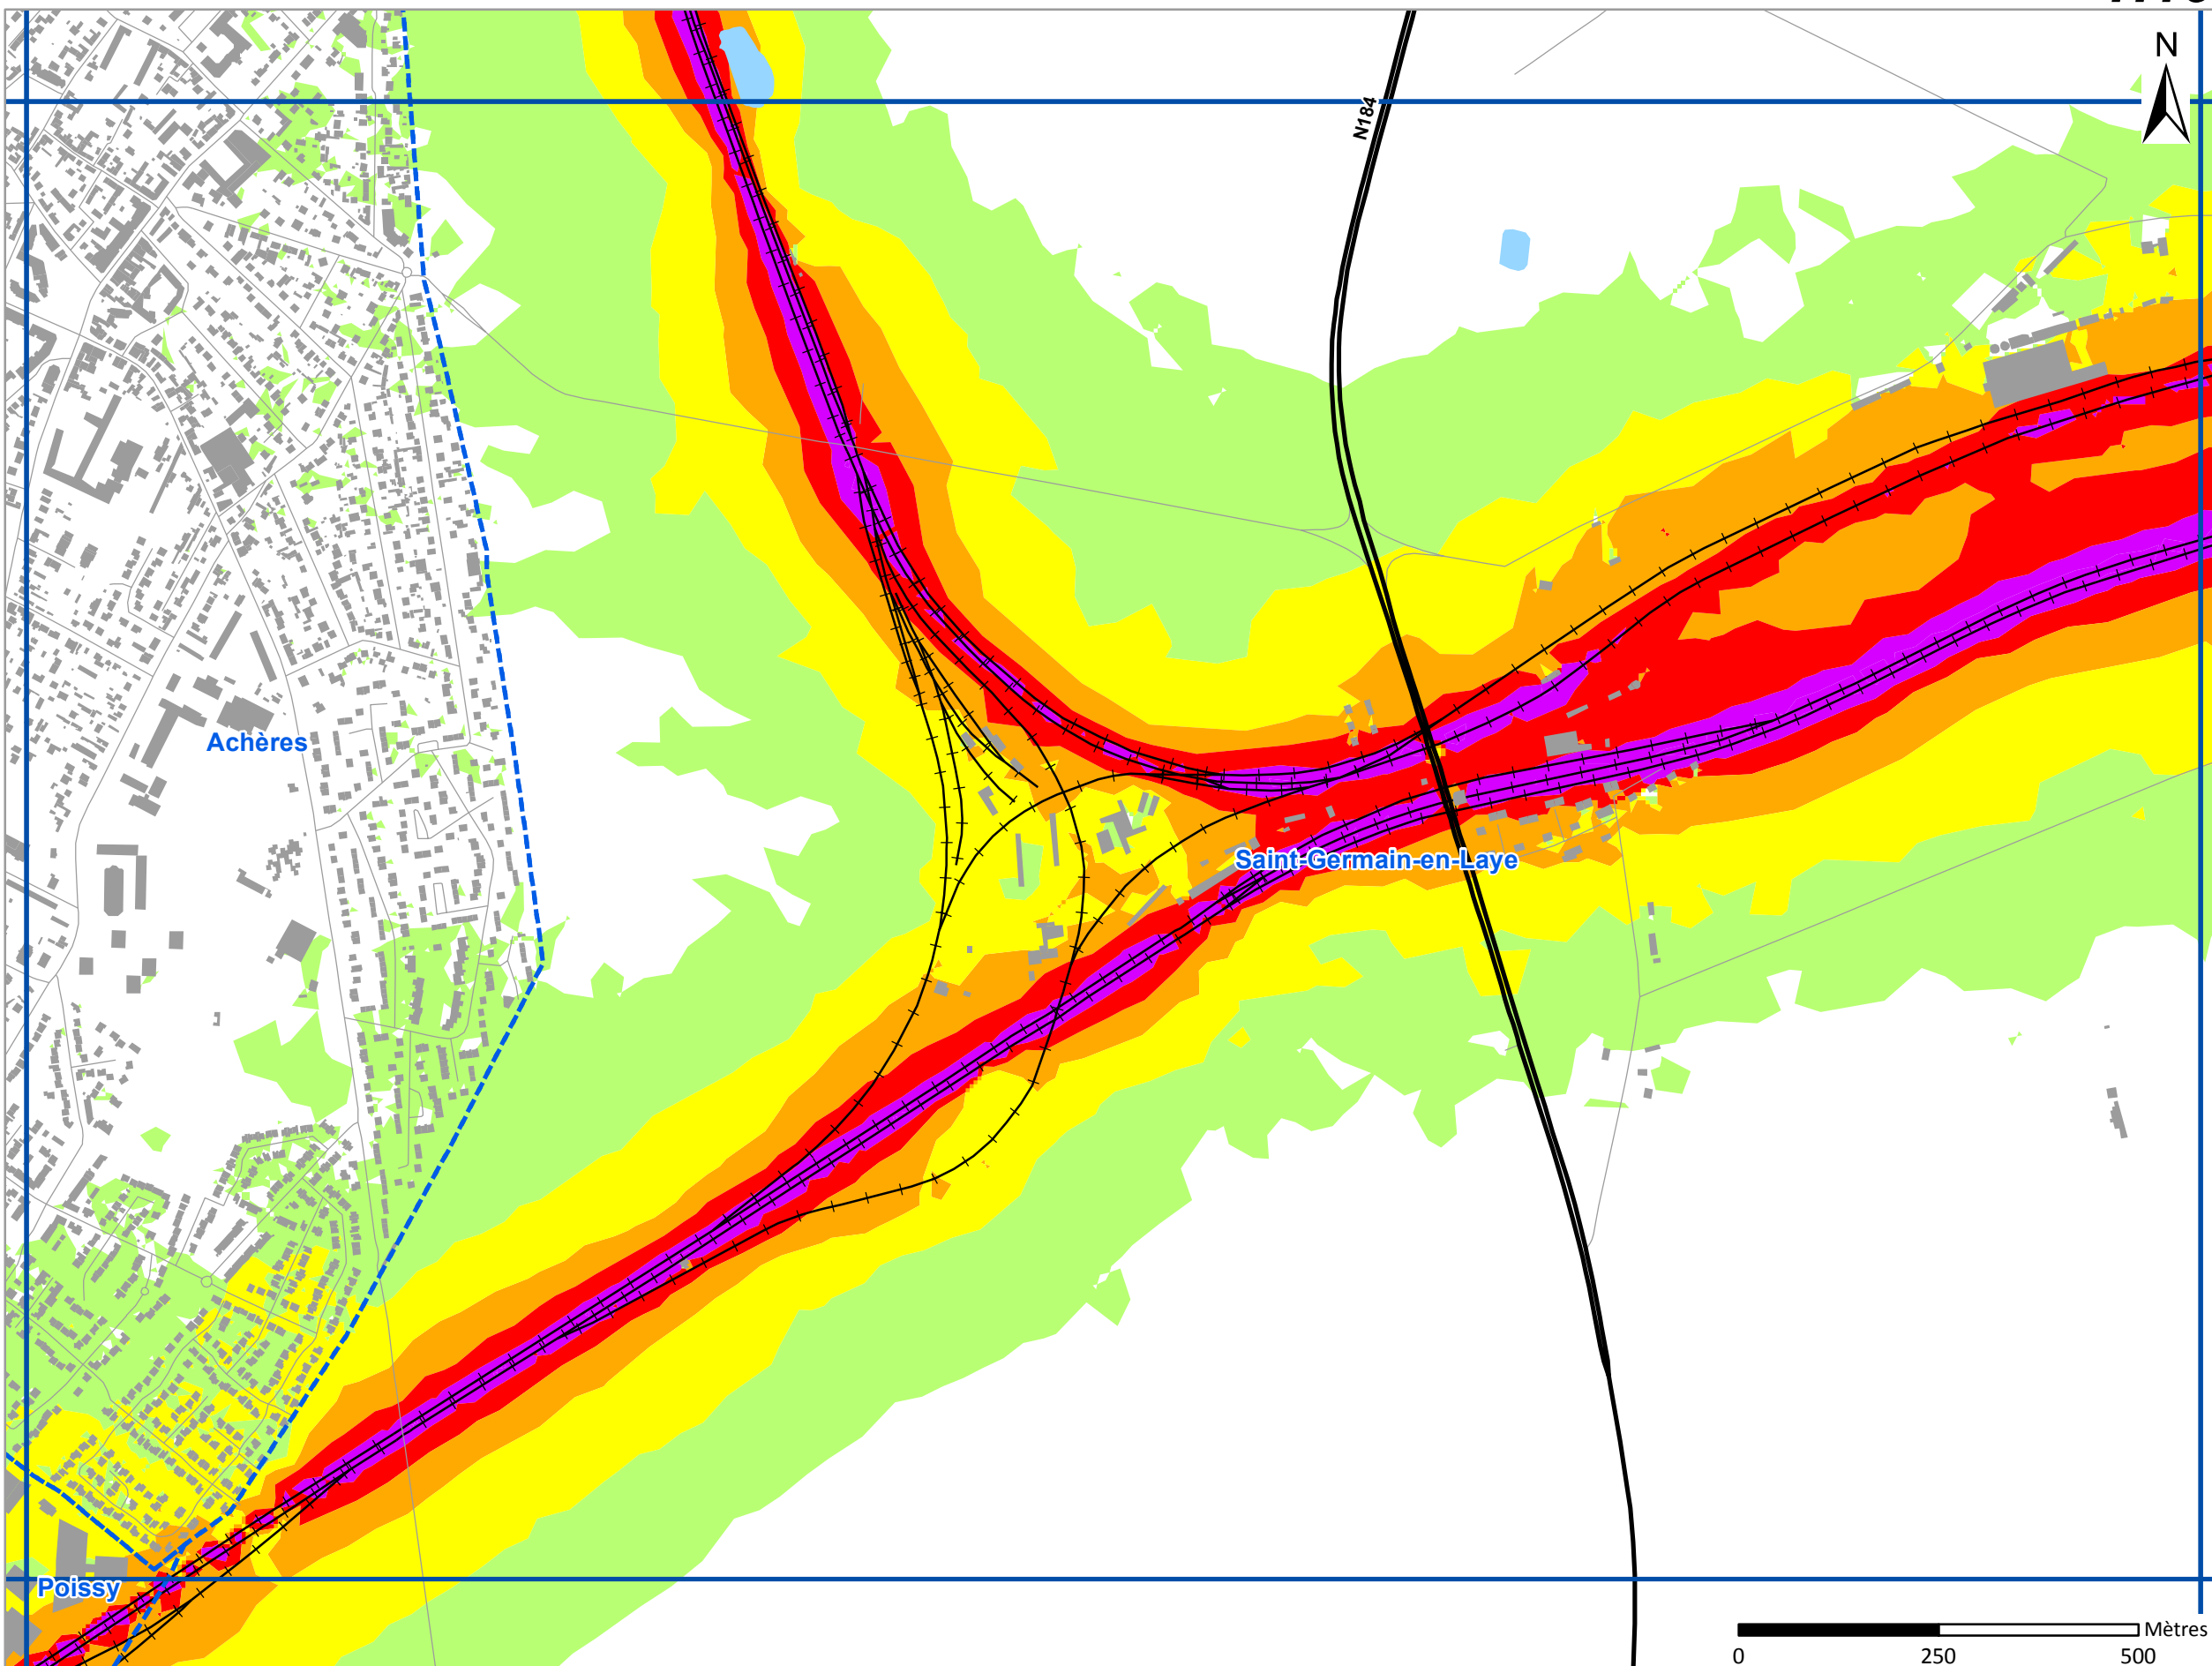 N
N184
Achères
Saint-Germain-en-Laye
Poissy
Mètres
0 250 500